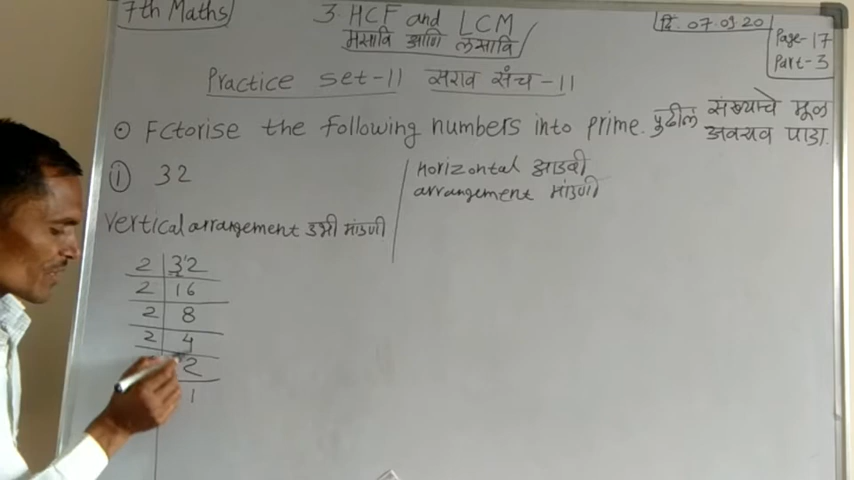 7th Maths
3. HCF and LCM
मसावि आणि लसावि
दि. 07.09.20
Page-17
Part-3
Practice set-11 सराव संच-11
⊙ FCtorise the following numbers into prime. पुढील संख्याचे मूळ
अवयव पाडा.
① 32
Horizontal आडवी
arrangement मांडणी
vertical arrangement उभी मांडणी
2 | 32
2 | 16
2 | 8
2 | 4
2
1